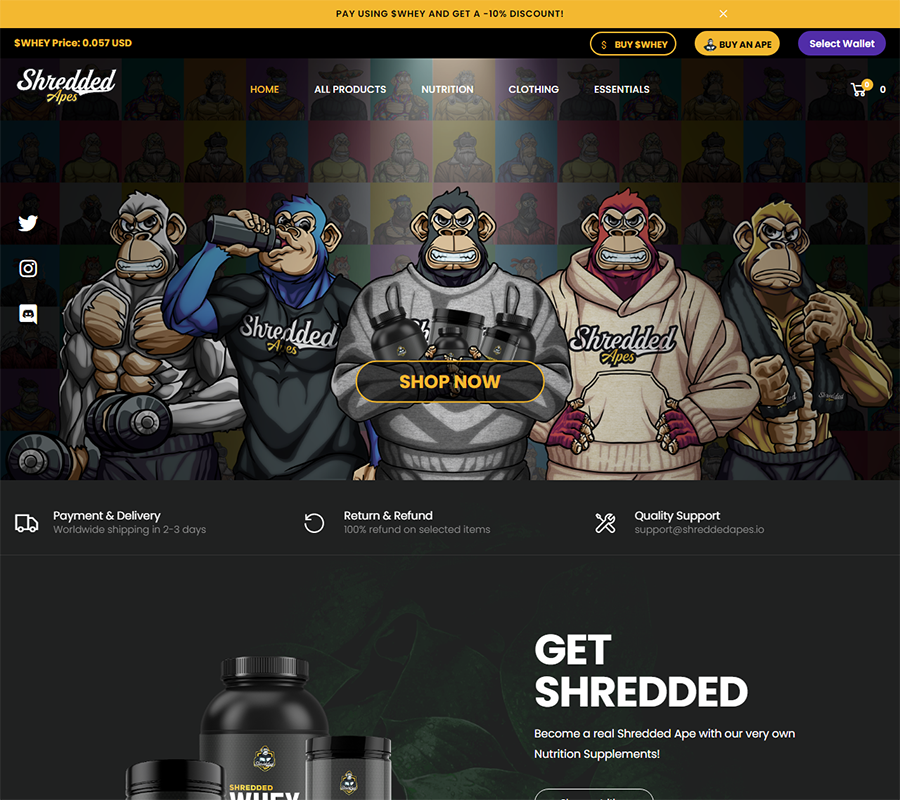 PAY USING $WHEY AND GET A -10% DISCOUNT!
$WHEY Price: 0.057 USD
$ BUY $WHEY
BUY AN APE
Select Wallet
Shredded
Apes
HOME
ALL PRODUCTS
NUTRITION
CLOTHING
ESSENTIALS
0
0
Shredded
Apes
Shredded
Apes
SHOP NOW
Payment & Delivery
Worldwide shipping in 2-3 days
Return & Refund
100% refund on selected items
Quality Support
support@shreddedapes.io
GET
SHREDDED
Become a real Shredded Ape with our very own
Nutrition Supplements!
SHREDDED
WHEY